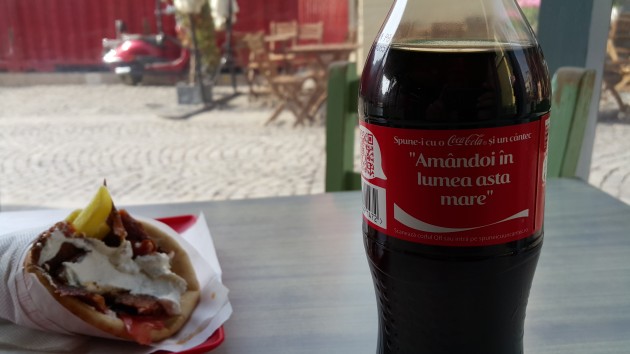 Spune-i cu o Coca-Cola și un cântec
"Amândoi în
lumea asta
mare"